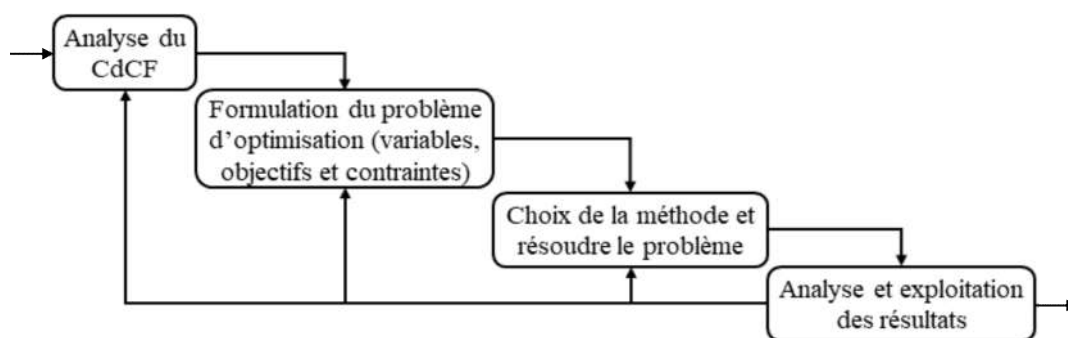 Analyse du
CdCF
Formulation du problème
d’optimisation (variables,
objectifs et contraintes)
Choix de la méthode et
résoudre le problème
Analyse et exploitation
des résultats